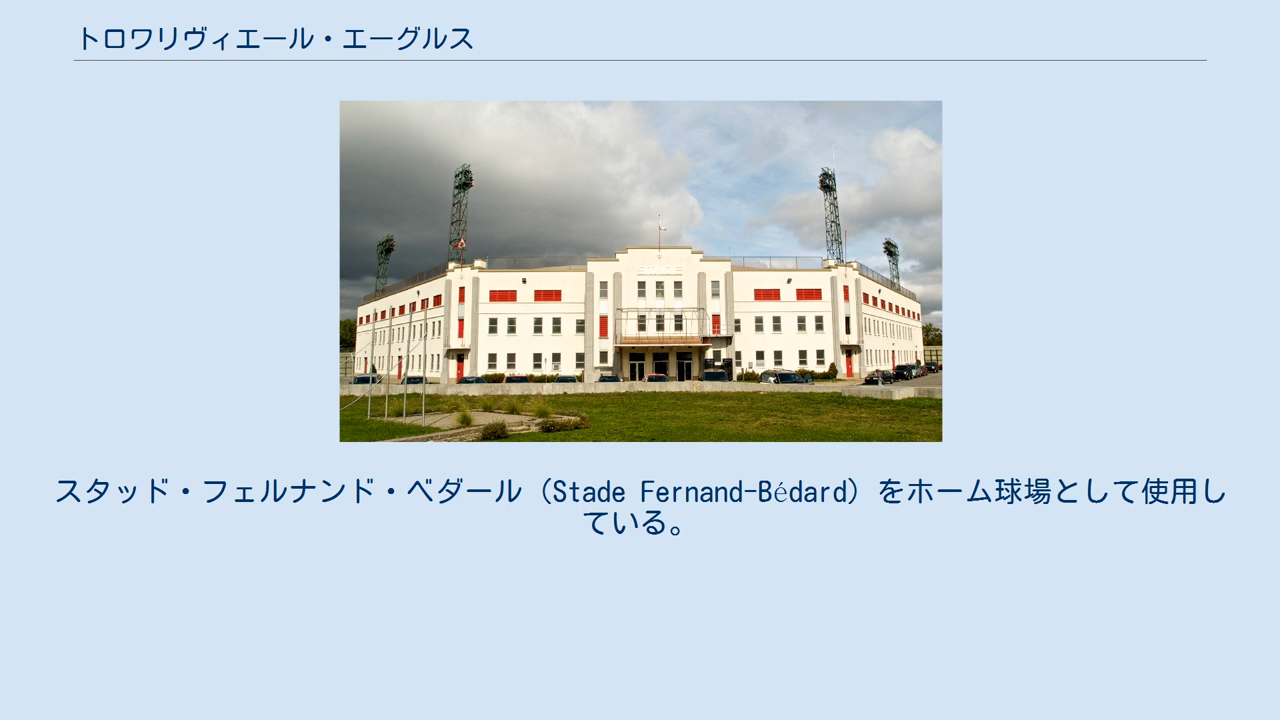 トロワリヴィエール・エーグルス
スタッド・フェルナンド・ベダール（Stade Fernand-Bédard）をホーム球場として使用し
ている。